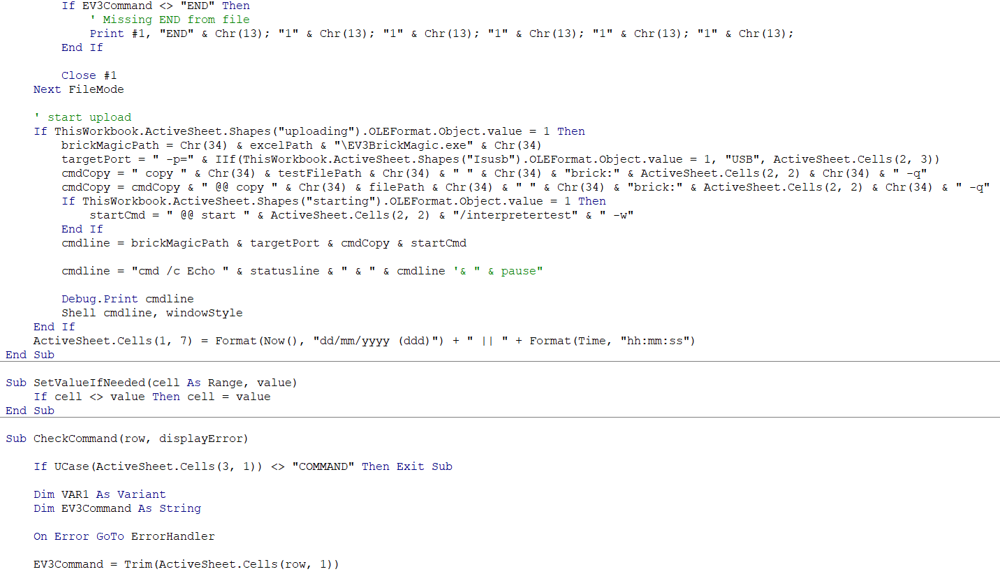 If EV3Command <> "END" Then
' Missing END from file
Print #1, "END" & Chr(13); "1" & Chr(13); "1" & Chr(13); "1" & Chr(13); "1" & Chr(13); "1" & Chr(13);
End If
Close #1
Next FileMode
' start upload
If ThisWorkbook.ActiveSheet.Shapes("uploading").OLEFormat.Object.value = 1 Then
brickMagicPath = Chr(34) & excelPath & "\EV3BrickMagic.exe" & Chr(34)
targetPort = " -p=" & IIf(ThisWorkbook.ActiveSheet.Shapes("Isusb").OLEFormat.Object.value = 1, "USB", ActiveSheet.Cells(2, 3))
cmdCopy = " copy " & Chr(34) & testFilePath & Chr(34) & " " & Chr(34) & "brick:" & ActiveSheet.Cells(2, 2) & Chr(34) & " -q"
cmdCopy = cmdCopy & " @@ copy " & Chr(34) & filePath & Chr(34) & " " & Chr(34) & "brick:" & ActiveSheet.Cells(2, 2) & Chr(34) & " -q"
If ThisWorkbook.ActiveSheet.Shapes("starting").OLEFormat.Object.value = 1 Then
startCmd = " @@ start " & ActiveSheet.Cells(2, 2) & "/interpretertest" & " -w"
End If
cmdline = brickMagicPath & targetPort & cmdCopy & startCmd
cmdline = "cmd /c Echo " & statusline & " & " & cmdline '& " & pause"
Debug.Print cmdline
Shell cmdline, windowStyle
End If
ActiveSheet.Cells(1, 7) = Format(Now(), "dd/mm/yyyy (ddd)") + " || " + Format(Time, "hh:mm:ss")
End Sub
Sub SetValueIfNeeded(cell As Range, value)
If cell <> value Then cell = value
End Sub
Sub CheckCommand(row, displayError)
If UCase(ActiveSheet.Cells(3, 1)) <> "COMMAND" Then Exit Sub
Dim VAR1 As Variant
Dim EV3Command As String
On Error GoTo ErrorHandler
EV3Command = Trim(ActiveSheet.Cells(row, 1))